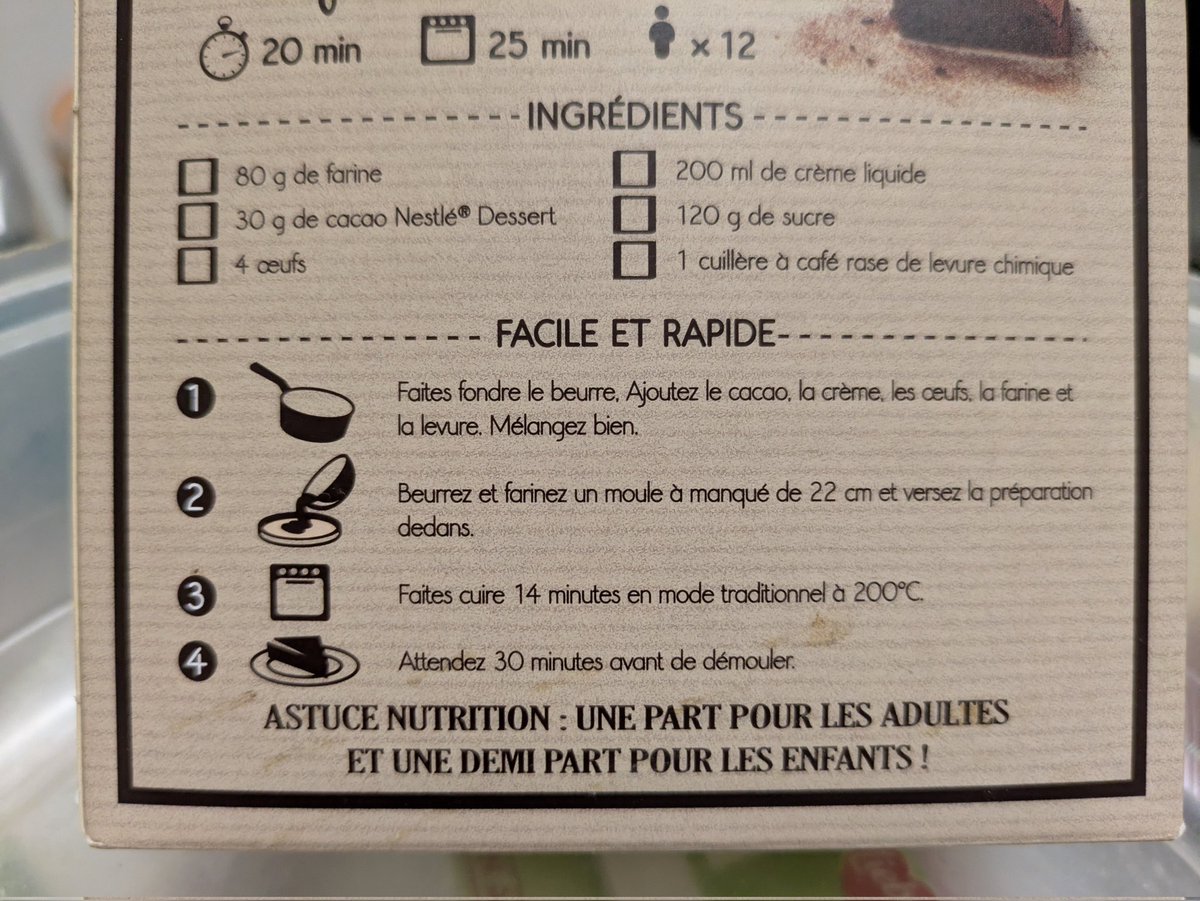 20 min 25 min x 12
INGRÉDIENTS
80 g de farine 200 ml de crème liquide
30 g de cacao Nestlé® Dessert 120 g de sucre
4 œufs 1 cuillère à café rase de levure chimique
FACILE ET RAPIDE
1 Faites fondre le beurre. Ajoutez le cacao, la crème, les œufs, la farine et
la levure. Mélangez bien.
2 Beurrez et farinez un moule à manqué de 22 cm et versez la préparation
dedans.
3 Faites cuire 14 minutes en mode traditionnel à 200°C.
4 Attendez 30 minutes avant de démouler.
ASTUCE NUTRITION : UNE PART POUR LES ADULTES
ET UNE DEMI PART POUR LES ENFANTS !